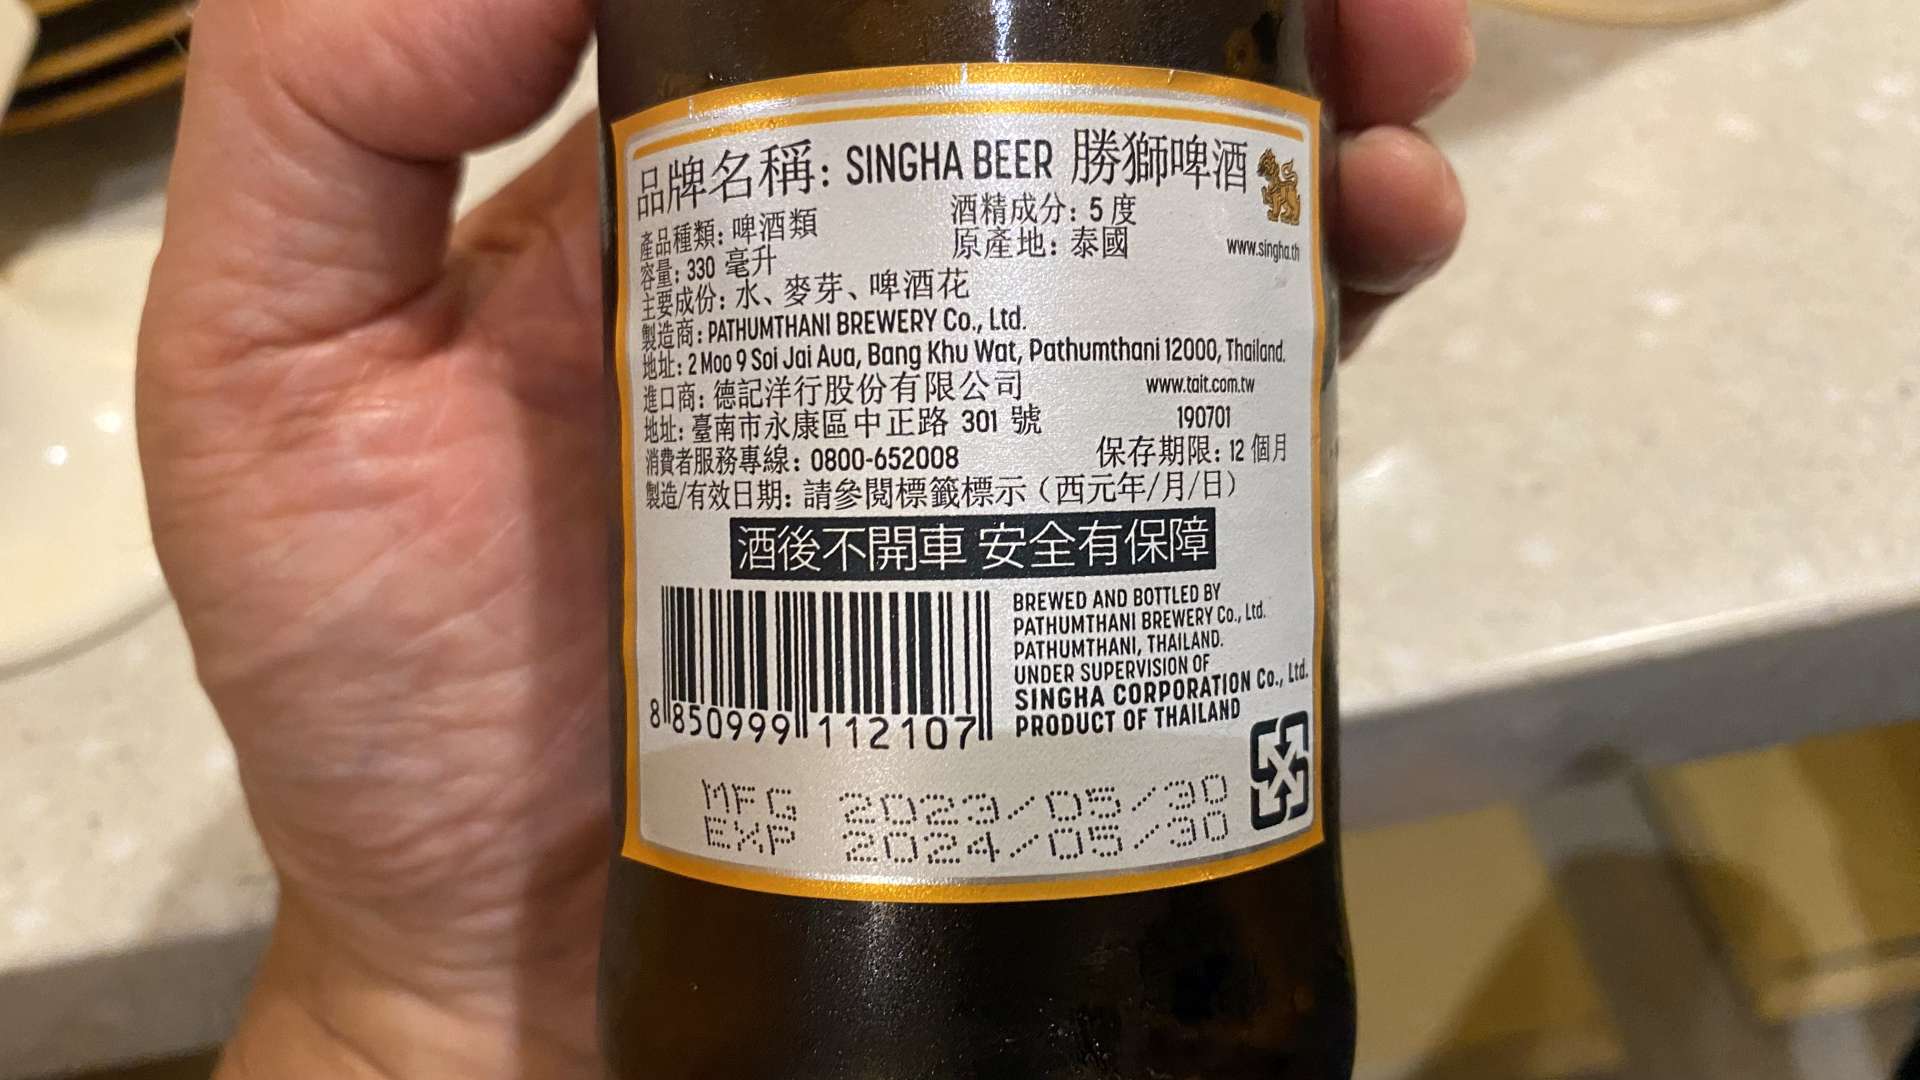 品牌名稱: SINGHA BEER 勝獅啤酒
產品種類: 啤酒類 酒精成分: 5 度
容量: 330 毫升 原產地: 泰國
www.singha.th
主要成份: 水、麥芽、啤酒花
製造商: PATHUMTHANI BREWERY Co., Ltd.
地址: 2 Moo 9 Soi Jai Aua, Bang Khu Wat, Pathumthani 12000, Thailand.
進口商: 德記洋行股份有限公司 www.tait.com.tw
地址: 臺南市永康區中正路 301 號 190701
消費者服務專線: 0800-652008 保存期限: 12 個月
製造/有效日期: 請參閱標籤標示（西元年/月/日）
酒後不開車 安全有保障
BREWED AND BOTTLED BY
PATHUMTHANI BREWERY Co., Ltd.
PATHUMTHANI, THAILAND.
UNDER SUPERVISION OF
SINGHA CORPORATION Co., Ltd.
PRODUCT OF THAILAND
8 850999 112107
MFG 2023/05/30
EXP 2024/05/30